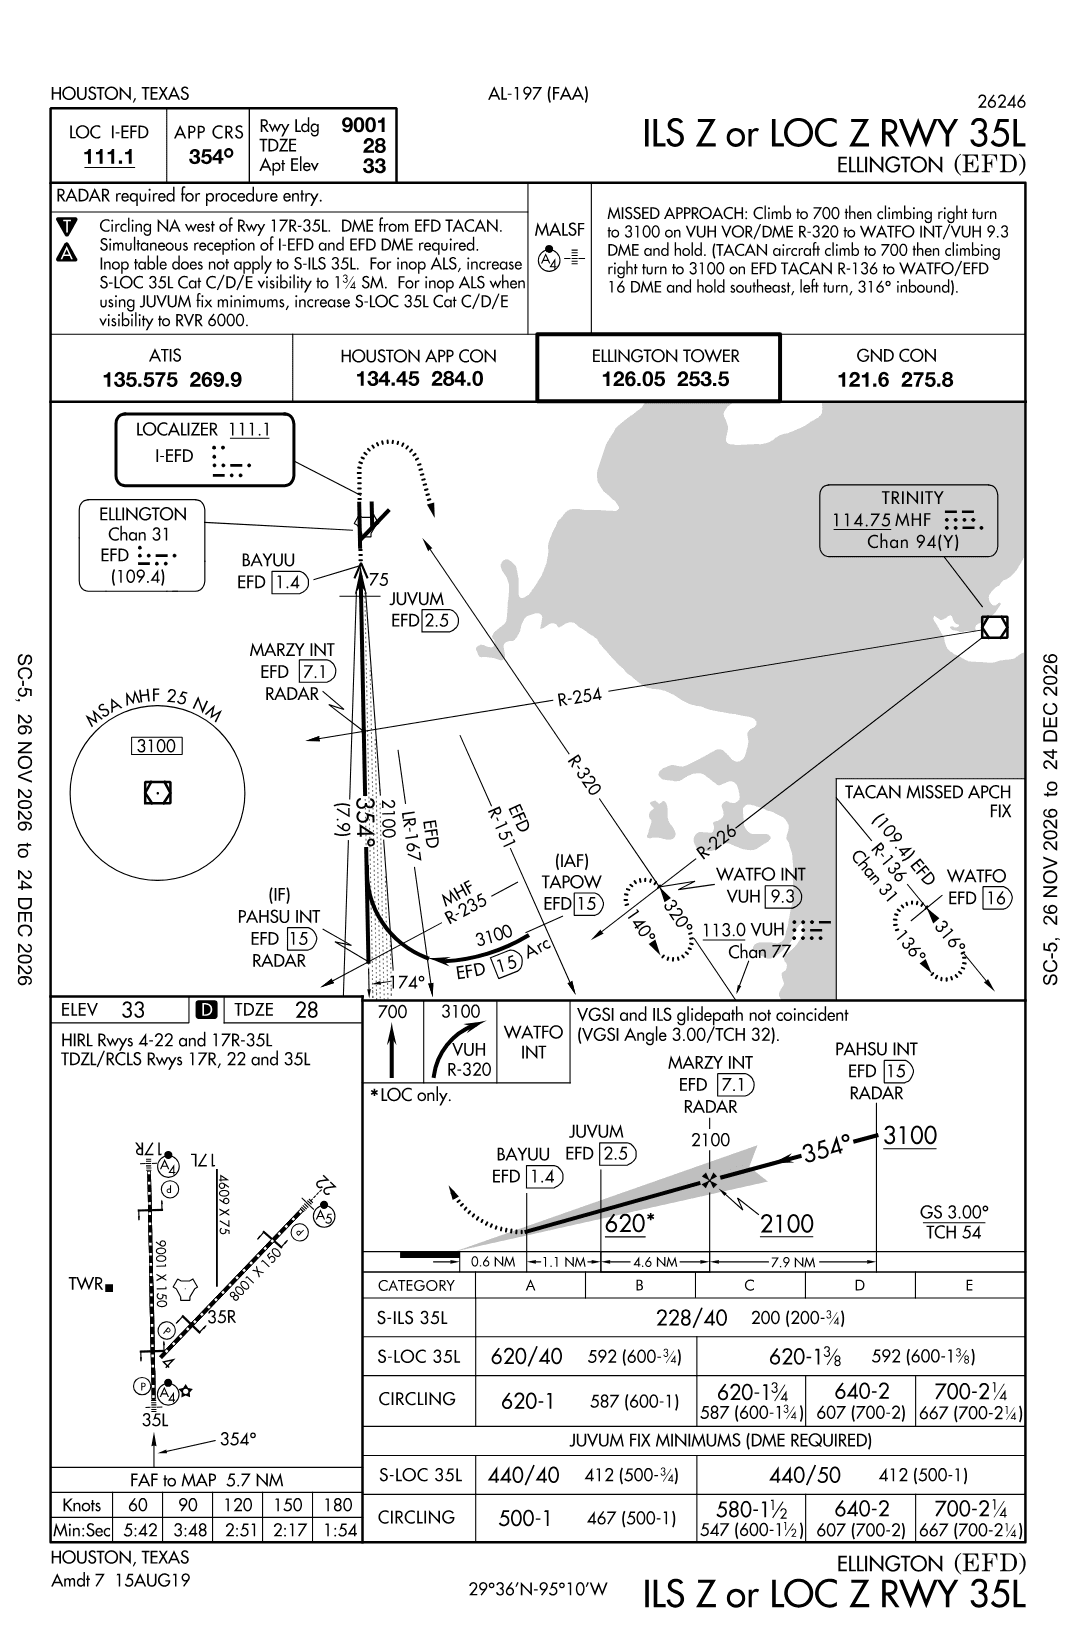 HOUSTON, TEXAS
AL-197 (FAA)
26246
ILS Z or LOC Z RWY 35L
ELLINGTON (EFD)
LOC I-EFD
111.1
APP CRS
354°
Rwy Ldg 9001
TDZE 28
Apt Elev 33
RADAR required for procedure entry.
T
A
Circling NA west of Rwy 17R-35L. DME from EFD TACAN.
Simultaneous reception of I-EFD and EFD DME required.
Inop table does not apply to S-ILS 35L. For inop ALS, increase
S-LOC 35L Cat C/D/E visibility to 1¾ SM. For inop ALS when
using JUVUM fix minimums, increase S-LOC 35L Cat C/D/E
visibility to RVR 6000.
MALSF
A4
MISSED APPROACH: Climb to 700 then climbing right turn
to 3100 on VUH VOR/DME R-320 to WATFO INT/VUH 9.3
DME and hold. (TACAN aircraft climb to 700 then climbing
right turn to 3100 on EFD TACAN R-136 to WATFO/EFD
16 DME and hold southeast, left turn, 316° inbound).
ATIS
135.575 269.9
HOUSTON APP CON
134.45 284.0
ELLINGTON TOWER
126.05 253.5
GND CON
121.6 275.8
LOCALIZER 111.1
I-EFD
ELLINGTON
Chan 31
EFD
(109.4)
TRINITY
114.75 MHF
Chan 94(Y)
BAYUU
EFD 1.4
75
JUVUM
EFD 2.5
MARZY INT
EFD 7.1
RADAR
R-254
MSA MHF 25 NM
3100
R-320
354°
(7.9)
2100
EFD
LR-167
EFD
R-151
R-226
TACAN MISSED APCH
FIX
(109.4) EFD
R-136
Chan 31
WATFO
EFD 16
316°
136°
(IAF)
TAPOW
EFD 15
WATFO INT
VUH 9.3
MHF
R-235
(IF)
PAHSU INT
EFD 15
RADAR
3100
EFD 15 Arc
140°
320°
113.0 VUH
Chan 77
174°
SC-5, 26 NOV 2026 to 24 DEC 2026
SC-5, 26 NOV 2026 to 24 DEC 2026
ELEV 33
D
TDZE 28
HIRL Rwys 4-22 and 17R-35L
TDZL/RCLS Rwys 17R, 22 and 35L
17R
A4
P
17L
4609 X 75
22
A5
P
9001 X 150
8001 X 150
TWR
35R
P
4
P
A4
35L
354°
FAF to MAP 5.7 NM
Knots 60 90 120 150 180
Min:Sec 5:42 3:48 2:51 2:17 1:54
700
3100
VUH
R-320
WATFO
INT
VGSI and ILS glidepath not coincident
(VGSI Angle 3.00/TCH 32).
*LOC only.
MARZY INT
EFD 7.1
RADAR
2100
PAHSU INT
EFD 15
RADAR
JUVUM
EFD 2.5
BAYUU
EFD 1.4
354°
3100
620*
2100
GS 3.00°
TCH 54
0.6 NM
1.1 NM
4.6 NM
7.9 NM
CATEGORY A B C D E
S-ILS 35L 228/40 200 (200-¾)
S-LOC 35L 620/40 592 (600-¾) 620-1⅜ 592 (600-1⅜)
CIRCLING 620-1 587 (600-1) 620-1¾ 587 (600-1¾) 640-2 607 (700-2) 700-2¼ 667 (700-2¼)
JUVUM FIX MINIMUMS (DME REQUIRED)
S-LOC 35L 440/40 412 (500-¾) 440/50 412 (500-1)
CIRCLING 500-1 467 (500-1) 580-1½ 547 (600-1½) 640-2 607 (700-2) 700-2¼ 667 (700-2¼)
HOUSTON, TEXAS
Amdt 7 15AUG19
29°36'N-95°10'W
ELLINGTON (EFD)
ILS Z or LOC Z RWY 35L